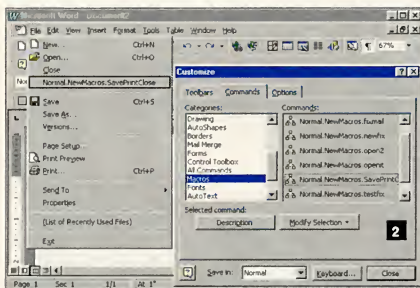 Microsoft Word - Document2
File Edit View Insert Format Tools Table Window Help
New... Ctrl+N
Open... Ctrl+O
Close
Normal.NewMacros.SavePrintClose
Save Ctrl+S
Save As...
Versions...
Page Setup...
Print Preview
Print... Ctrl+P
Send To
Properties
(List of Recently Used Files)
Exit
67%
Customize
Toolbars Commands Options
Categories:
Drawing
AutoShapes
Borders
Mail Merge
Forms
Control Toolbox
All Commands
Macros
Fonts
AutoText
Commands:
Normal.NewMacros.fxmail
Normal.NewMacros.newfix
Normal.NewMacros.open2
Normal.NewMacros.openit
Normal.NewMacros.SavePrintC
Normal.NewMacros.testfix
Selected command:
Description Modify Selection
2
Save in: Normal Keyboard... Close
Page 1 Sec 1 1/1 At 1"